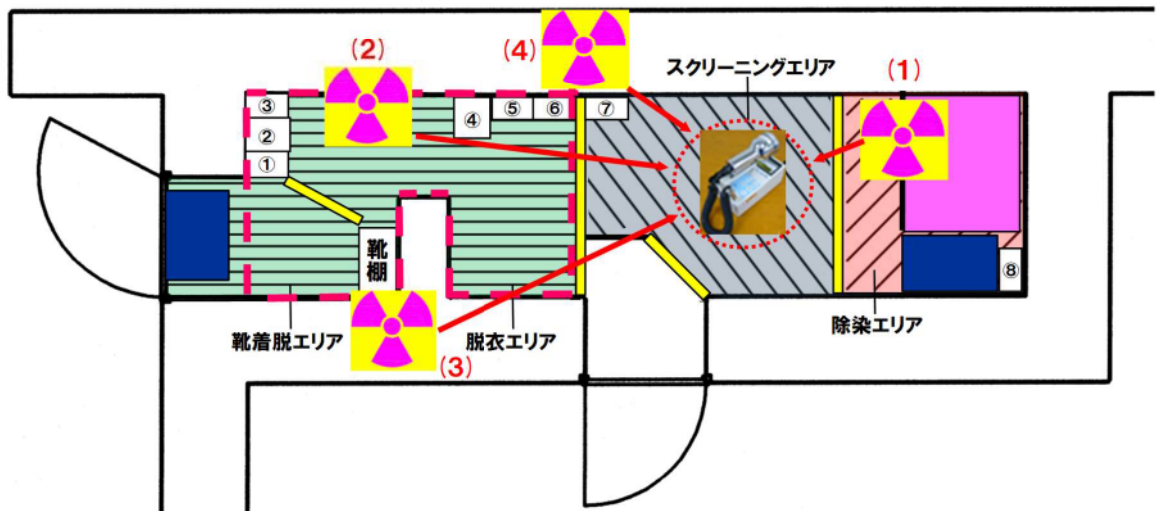 (4)
(2)
スクリーニングエリア
(1)
③
④
⑤
⑥
⑦
②
①
靴棚
⑧
靴着脱エリア
脱衣エリア
除染エリア
(3)